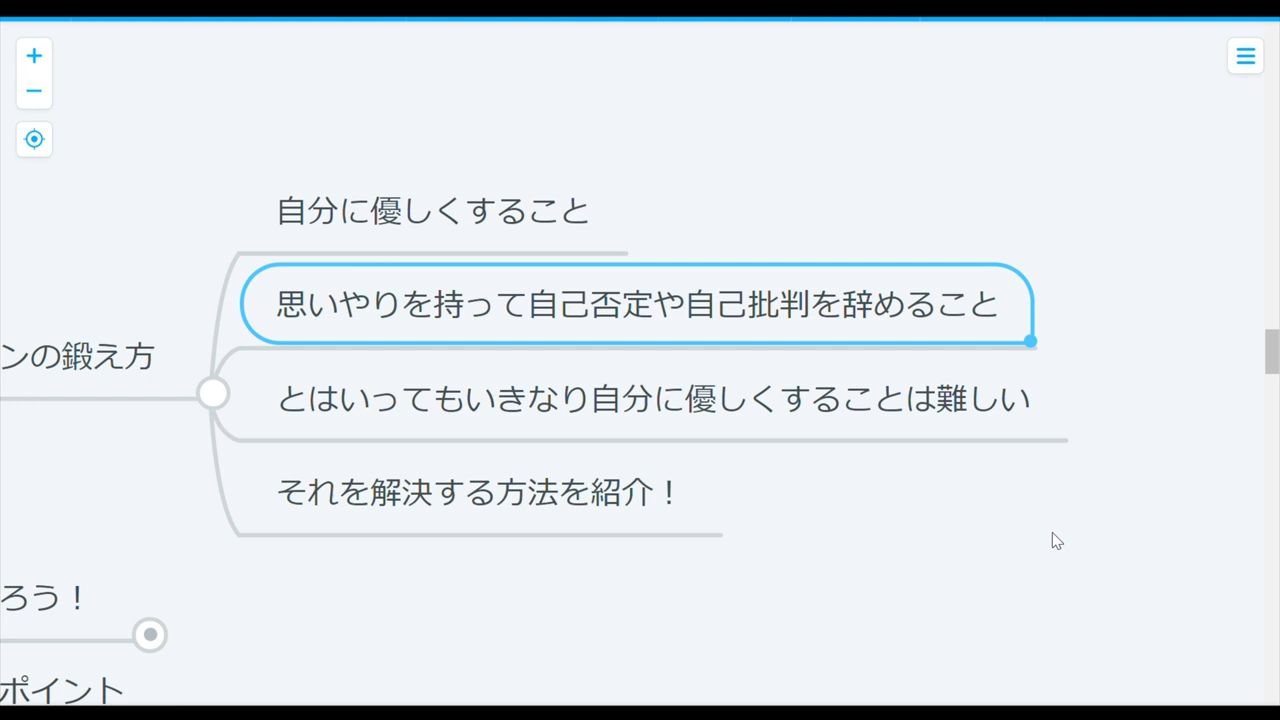 自分に優しくすること
思いやりを持って自己否定や自己批判を辞めること
ンの鍛え方
とはいってもいきなり自分に優しくすることは難しい
それを解決する方法を紹介！
ろう！
ポイント